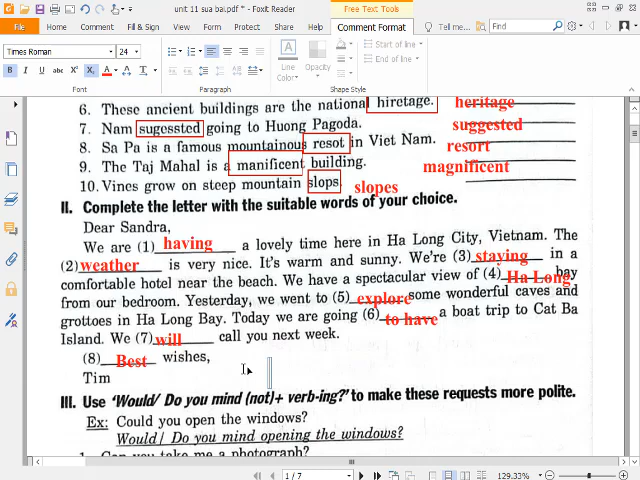 unit 11 sua bai.pdf * - Foxit Reader
Free Text Tools
File Home Comment Fill & Sign View Form Protect Share Help Extras Comment Format Tell me... Find
Times Roman 24 Start of line
End of line
B I U abc X X Line Color Opacity
Font Paragraph Shape Style
6. These ancient buildings are the national hiretage. heritage
7. Nam sugessted going to Huong Pagoda. suggested
8. Sa Pa is a famous mountainous resot in Viet Nam. resort
9. The Taj Mahal is a manificent building. magnificent
10. Vines grow on steep mountain slops. slopes
II. Complete the letter with the suitable words of your choice.
Dear Sandra,
We are (1) having a lovely time here in Ha Long City, Vietnam. The
(2) weather is very nice. It's warm and sunny. We're (3) staying in a
comfortable hotel near the beach. We have a spectacular view of (4) Ha Long bay
from our bedroom. Yesterday, we went to (5) explore some wonderful caves and
grottoes in Ha Long Bay. Today we are going (6) to have a boat trip to Cat Ba
Island. We (7) will call you next week.
(8) Best wishes,
Tim
III. Use 'Would/ Do you mind (not)+ verb-ing?' to make these requests more polite.
Ex: Could you open the windows?
Would/ Do you mind opening the windows?
1. Can you take me a photograph?
1 / 7 129.33%